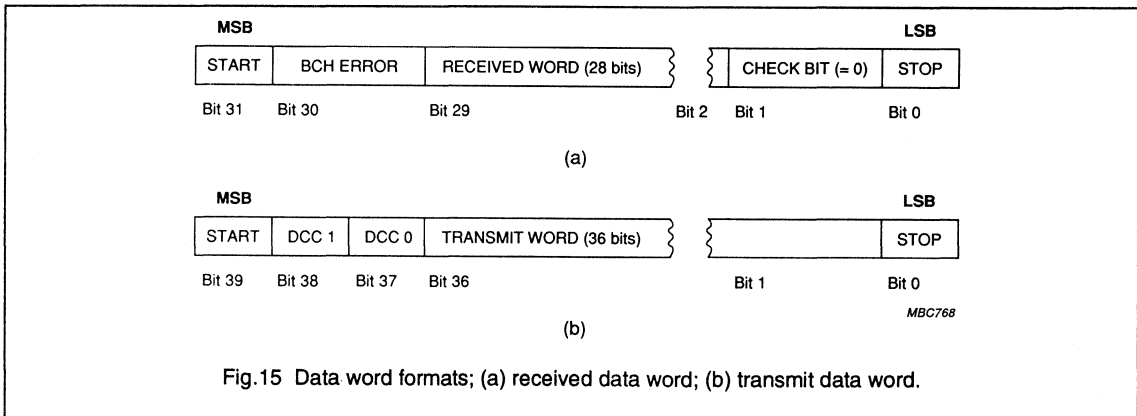 MSB LSB
START BCH ERROR RECEIVED WORD (28 bits) CHECK BIT (= 0) STOP
Bit 31 Bit 30 Bit 29 Bit 2 Bit 1 Bit 0
(a)
MSB LSB
START DCC 1 DCC 0 TRANSMIT WORD (36 bits) STOP
Bit 39 Bit 38 Bit 37 Bit 36 Bit 1 Bit 0
MBC768
(b)
Fig.15 Data word formats; (a) received data word; (b) transmit data word.